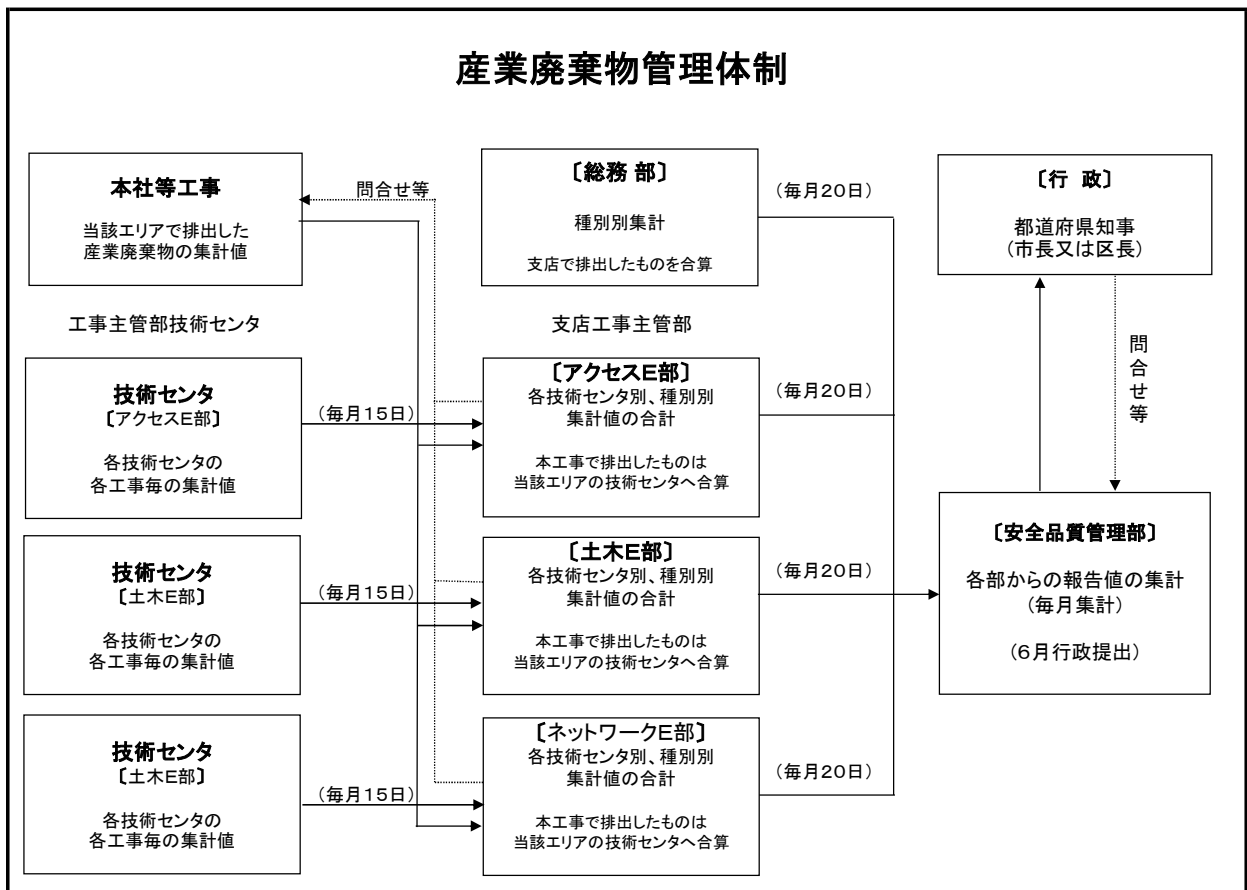 産業廃棄物管理体制
本社等工事
当該エリアで排出した
産業廃棄物の集計値
問合せ等
〔総務 部〕
種別別集計
支店で排出したものを合算
(毎月20日)
〔行 政〕
都道府県知事
(市長又は区長)
工事主管部技術センタ
支店工事主管部
問合せ等
技術センタ
〔アクセスE部〕
各技術センタの
各工事毎の集計値
(毎月15日)
〔アクセスE部〕
各技術センタ別、種別別
集計値の合計
本工事で排出したものは
当該エリアの技術センタへ合算
(毎月20日)
技術センタ
〔土木E部〕
各技術センタの
各工事毎の集計値
(毎月15日)
〔土木E部〕
各技術センタ別、種別別
集計値の合計
本工事で排出したものは
当該エリアの技術センタへ合算
(毎月20日)
〔安全品質管理部〕
各部からの報告値の集計
(毎月集計)
(6月行政提出)
技術センタ
〔土木E部〕
各技術センタの
各工事毎の集計値
(毎月15日)
〔ネットワークE部〕
各技術センタ別、種別別
集計値の合計
本工事で排出したものは
当該エリアの技術センタへ合算
(毎月20日)